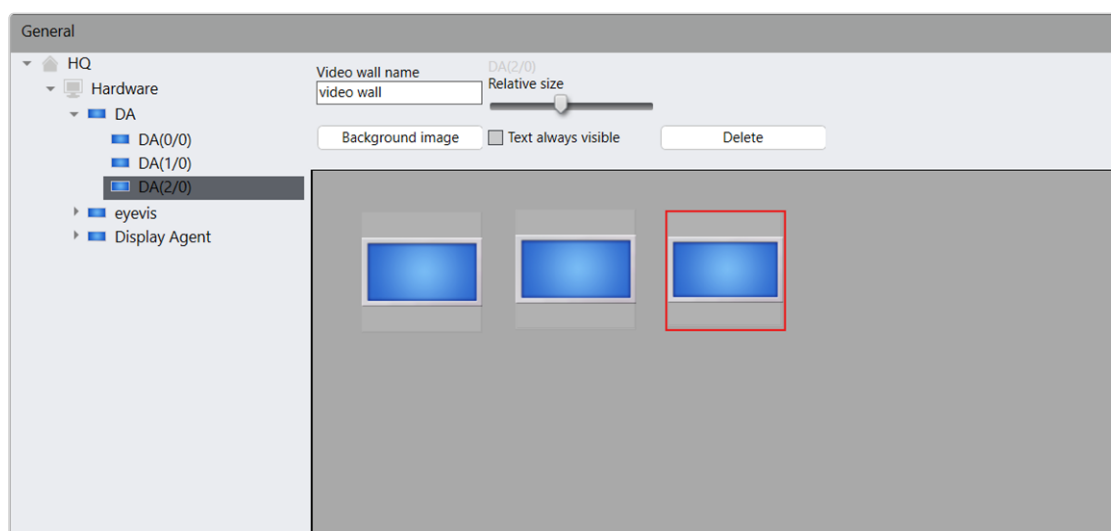 General
HQ
Hardware
DA
DA(0/0)
DA(1/0)
DA(2/0)
eyevis
Display Agent
Video wall name
video wall
DA(2/0)
Relative size
Background image
Text always visible
Delete